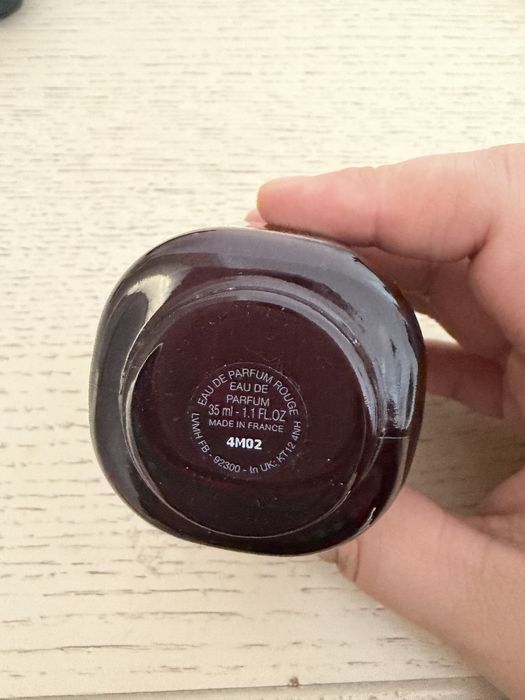 EAU DE PARFUM ROUGE
EAU DE
PARFUM
35 ml - 1.1 FL.OZ
MADE IN FRANCE
4M02
LVMH FB - 92300 - In UK: KT12 4NH